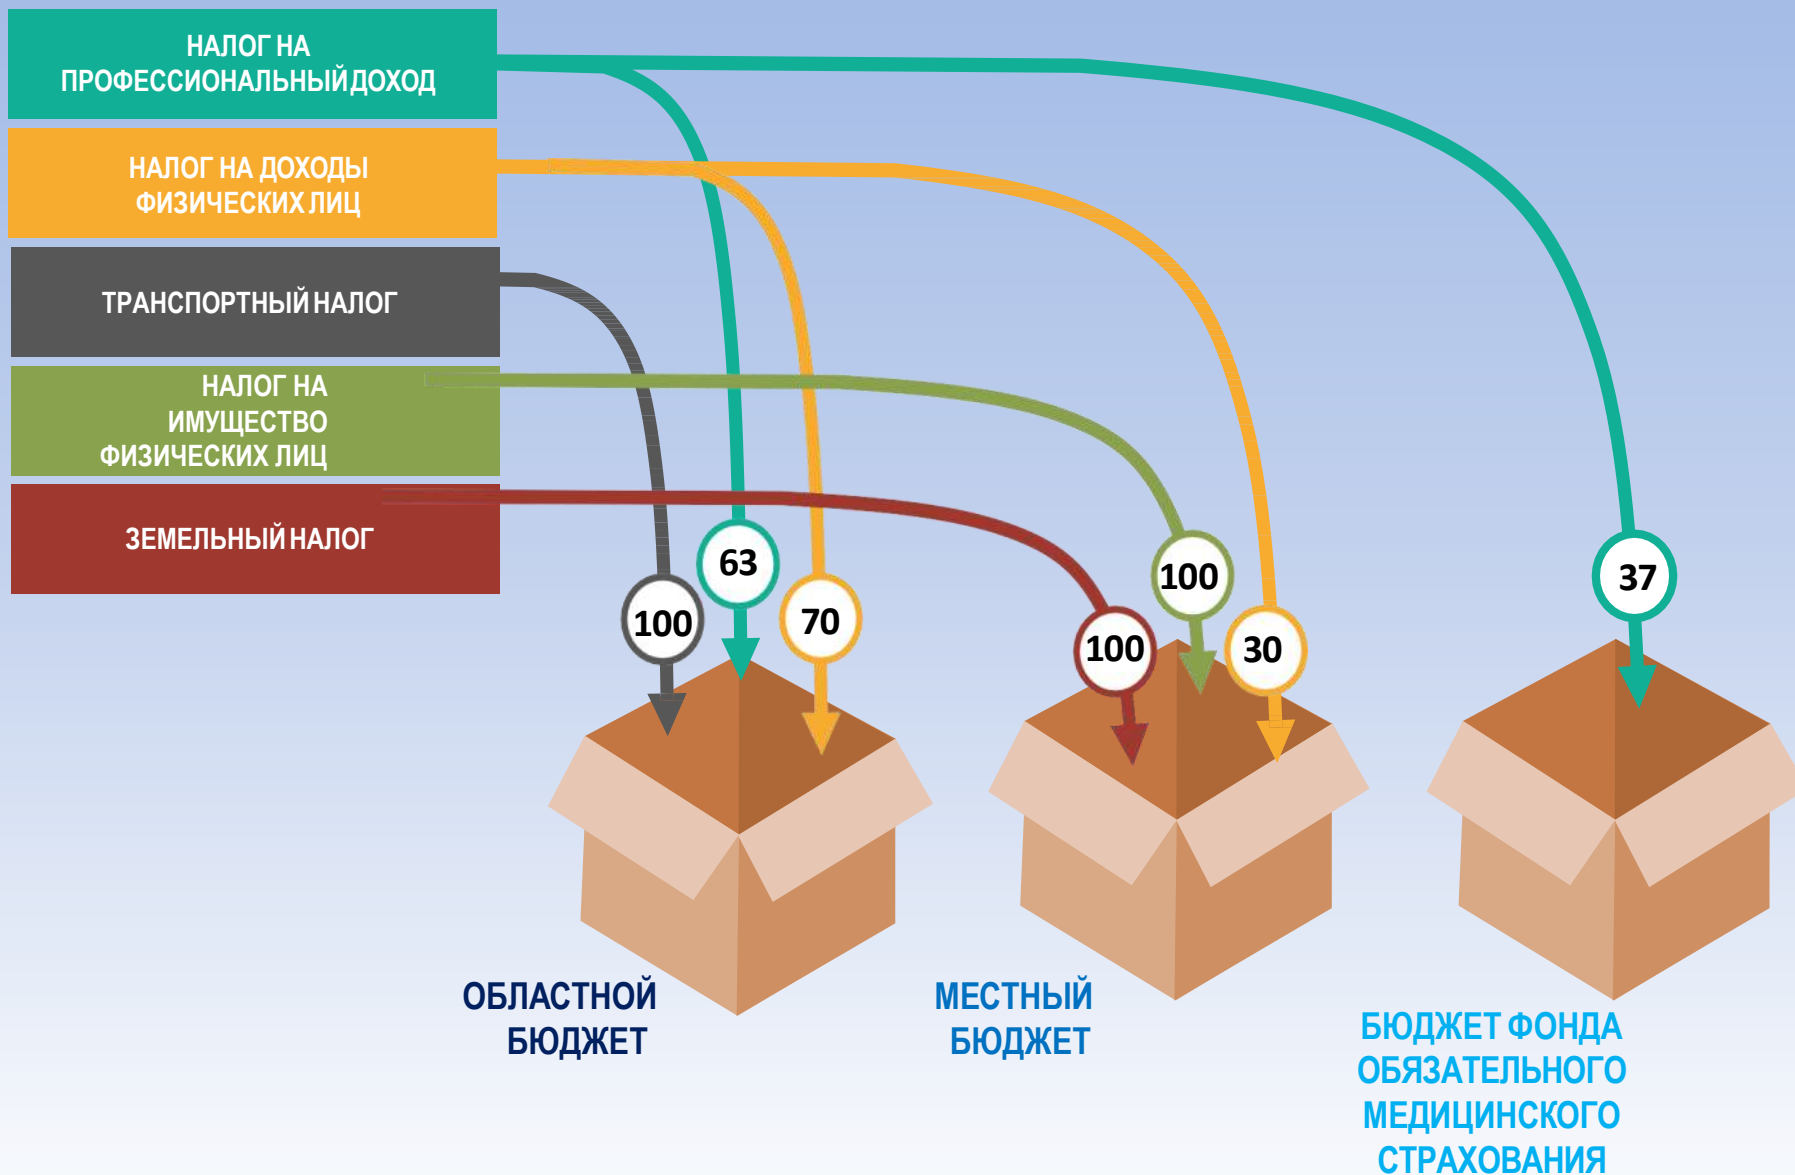 НАЛОГ НА
ПРОФЕССИОНАЛЬНЫЙ ДОХОД
НАЛОГ НА ДОХОДЫ
ФИЗИЧЕСКИХ ЛИЦ
ТРАНСПОРТНЫЙ НАЛОГ
НАЛОГ НА
ИМУЩЕСТВО
ФИЗИЧЕСКИХ ЛИЦ
ЗЕМЕЛЬНЫЙ НАЛОГ
100
63
70
100
100
30
37
ОБЛАСТНОЙ
БЮДЖЕТ
МЕСТНЫЙ
БЮДЖЕТ
БЮДЖЕТ ФОНДА
ОБЯЗАТЕЛЬНОГО
МЕДИЦИНСКОГО
СТРАХОВАНИЯ